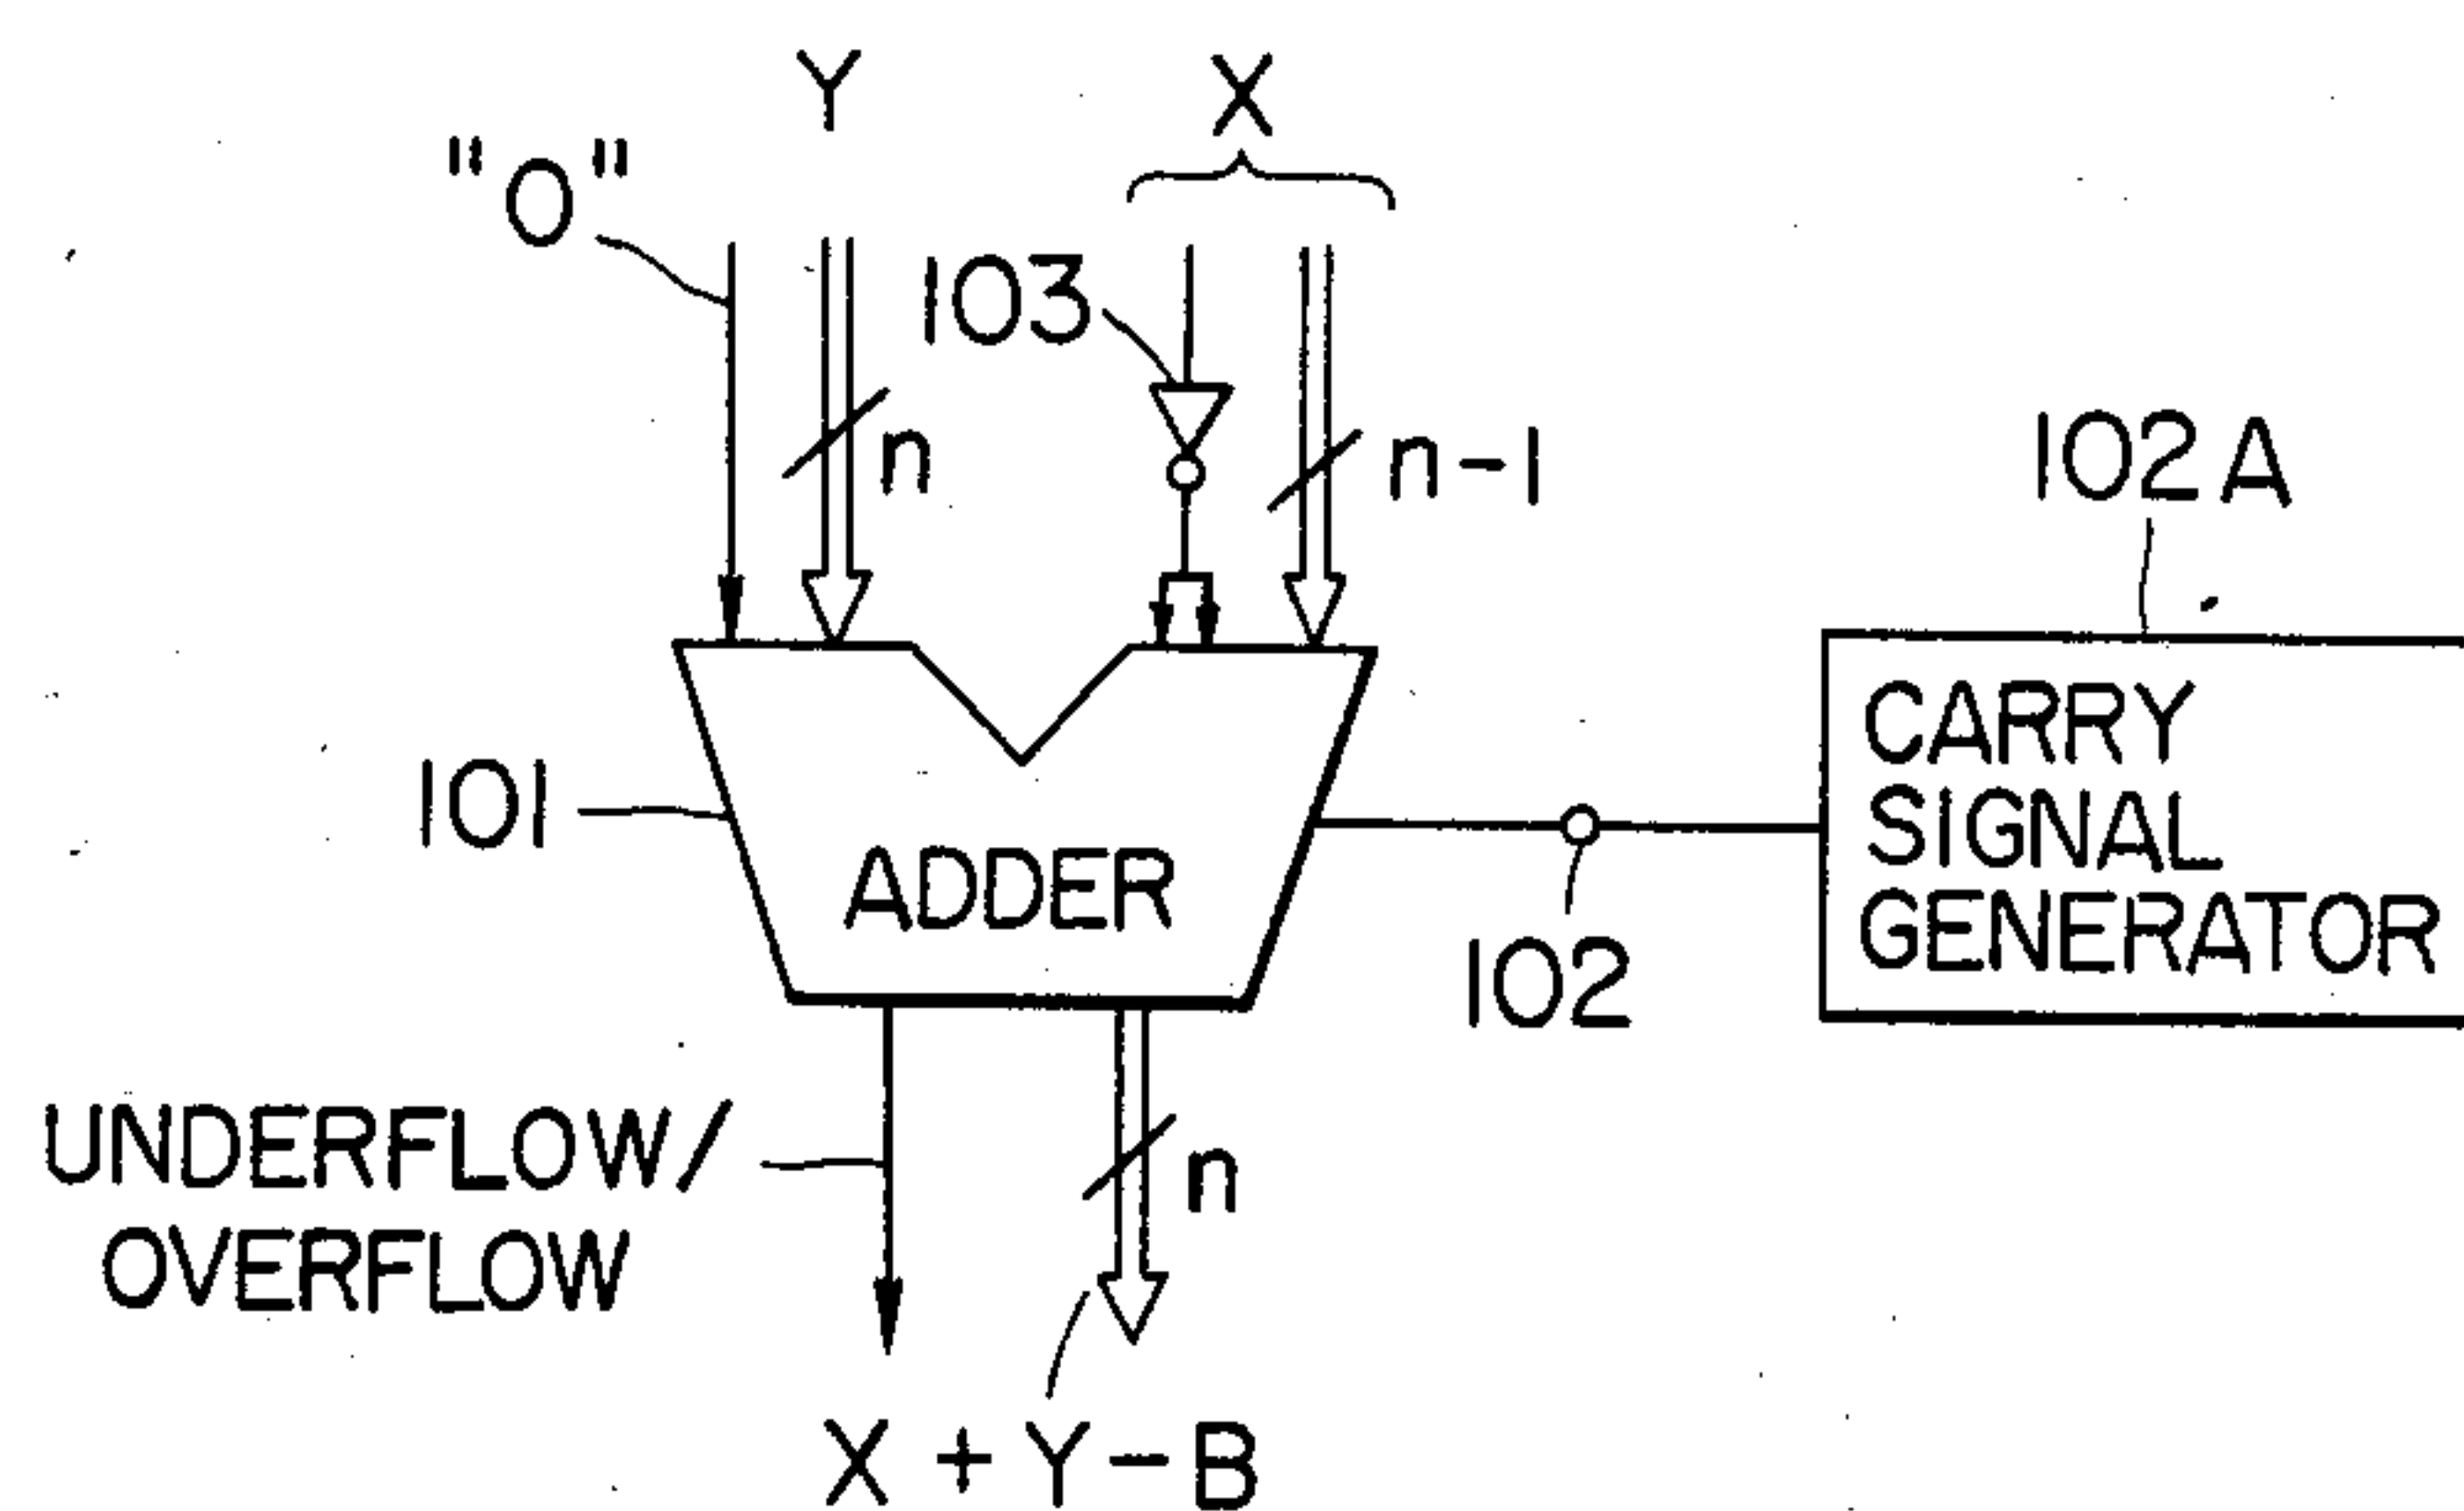 Y
X
"0"
103
n
n-1
102A
101
ADDER
CARRY
SIGNAL
GENERATOR
102
UNDERFLOW/
OVERFLOW
n
X + Y - B